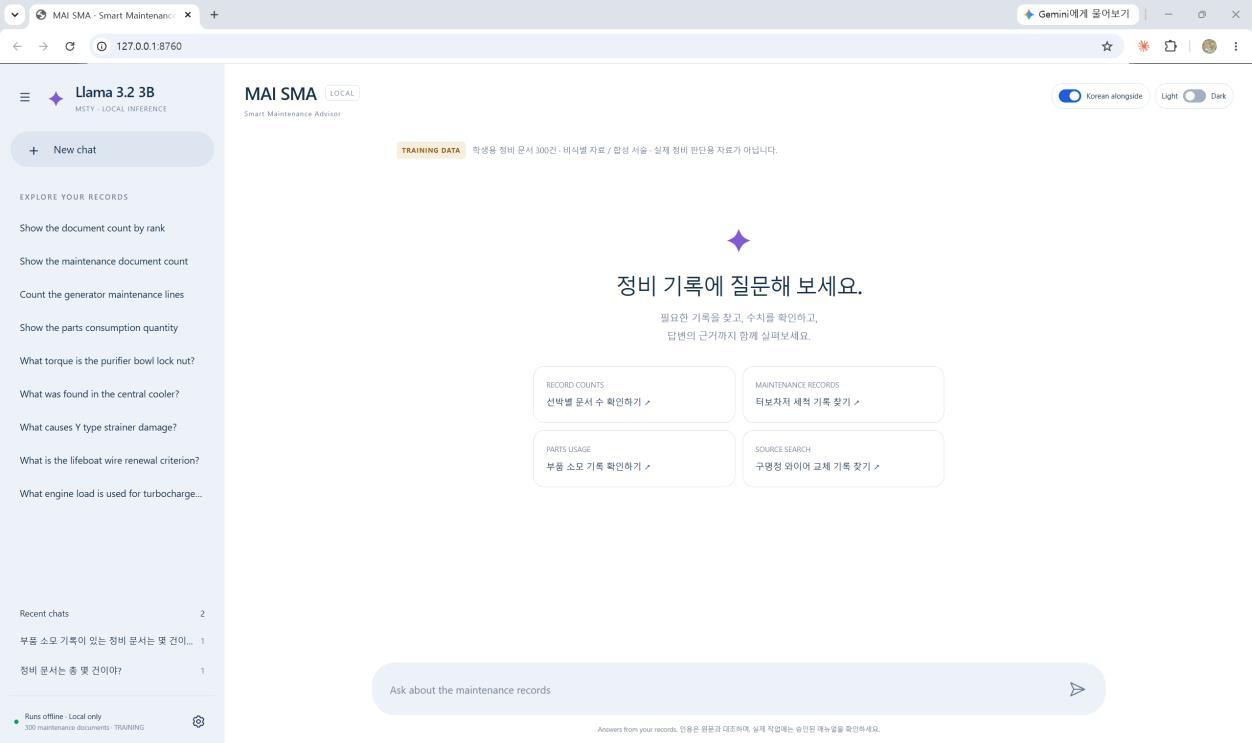 MAI SMA - Smart Maintenance
Gemini에게 물어보기
127.0.0.1:8760
Llama 3.2 3B
MSTY · LOCAL INFERENCE
New chat
EXPLORE YOUR RECORDS
Show the document count by rank
Show the maintenance document count
Count the generator maintenance lines
Show the parts consumption quantity
What torque is the purifier bowl lock nut?
What was found in the central cooler?
What causes Y type strainer damage?
What is the lifeboat wire renewal criterion?
What engine load is used for turbocharge...
Recent chats 2
부품 소모 기록이 있는 정비 문서는 몇 건이... 1
정비 문서는 총 몇 건이야? 1
Runs offline · Local only
300 maintenance documents · TRAINING
MAI SMA LOCAL
Smart Maintenance Advisor
Korean alongside
Light Dark
TRAINING DATA 학생용 정비 문서 300건 · 비식별 자료 / 합성 서술 · 실제 정비 판단용 자료가 아닙니다.
정비 기록에 질문해 보세요.
필요한 기록을 찾고, 수치를 확인하고,
답변의 근거까지 함께 살펴보세요.
RECORD COUNTS
선박별 문서 수 확인하기 ↗
MAINTENANCE RECORDS
터보차저 세척 기록 찾기 ↗
PARTS USAGE
부품 소모 기록 확인하기 ↗
SOURCE SEARCH
구명정 와이어 교체 기록 찾기 ↗
Ask about the maintenance records
Answers from your records. 인용은 원문과 대조하며, 실제 작업에는 승인된 매뉴얼을 확인하세요.